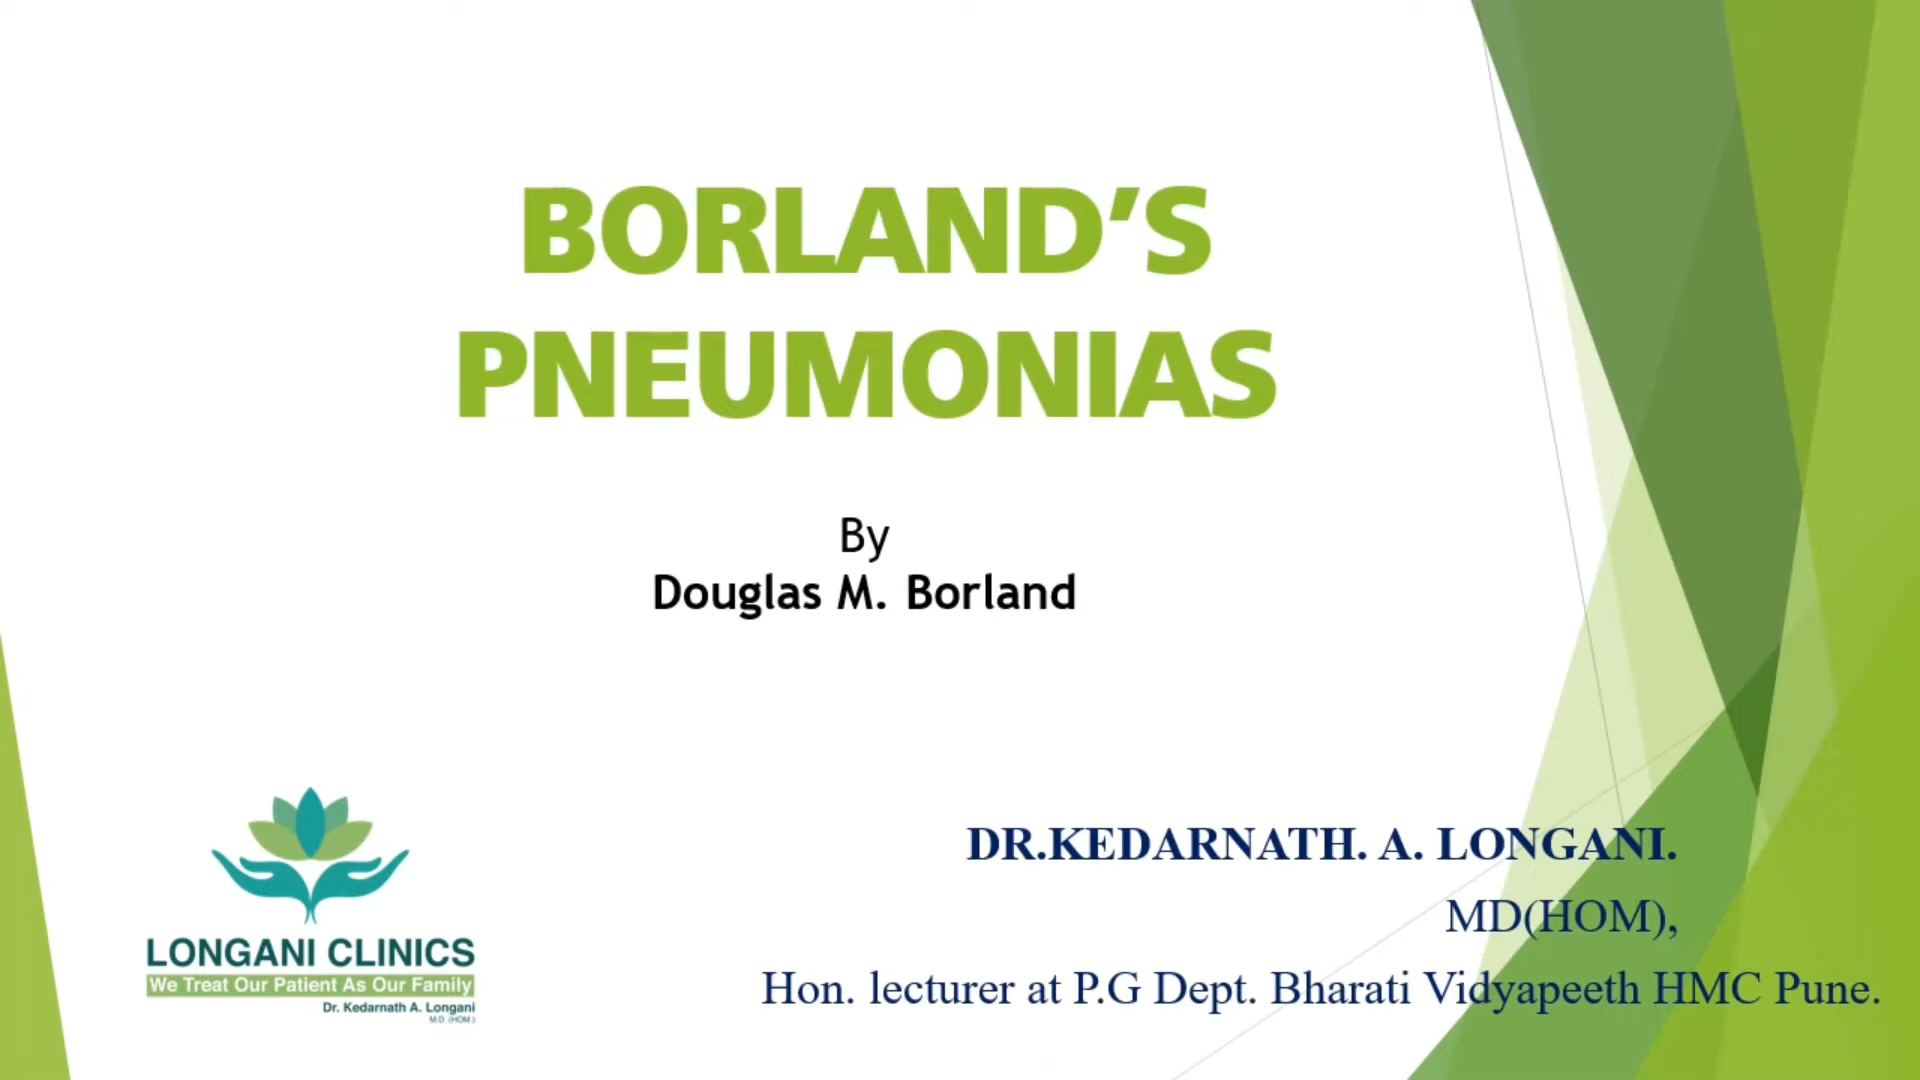 BORLAND’S
PNEUMONIAS
By
Douglas M. Borland
DR.KEDARNATH. A. LONGANI.
MD(HOM),
Hon. lecturer at P.G Dept. Bharati Vidyapeeth HMC Pune.
LONGANI CLINICS
We Treat Our Patient As Our Family
Dr. Kedarnath A. Longani
M.D. (HOM.)